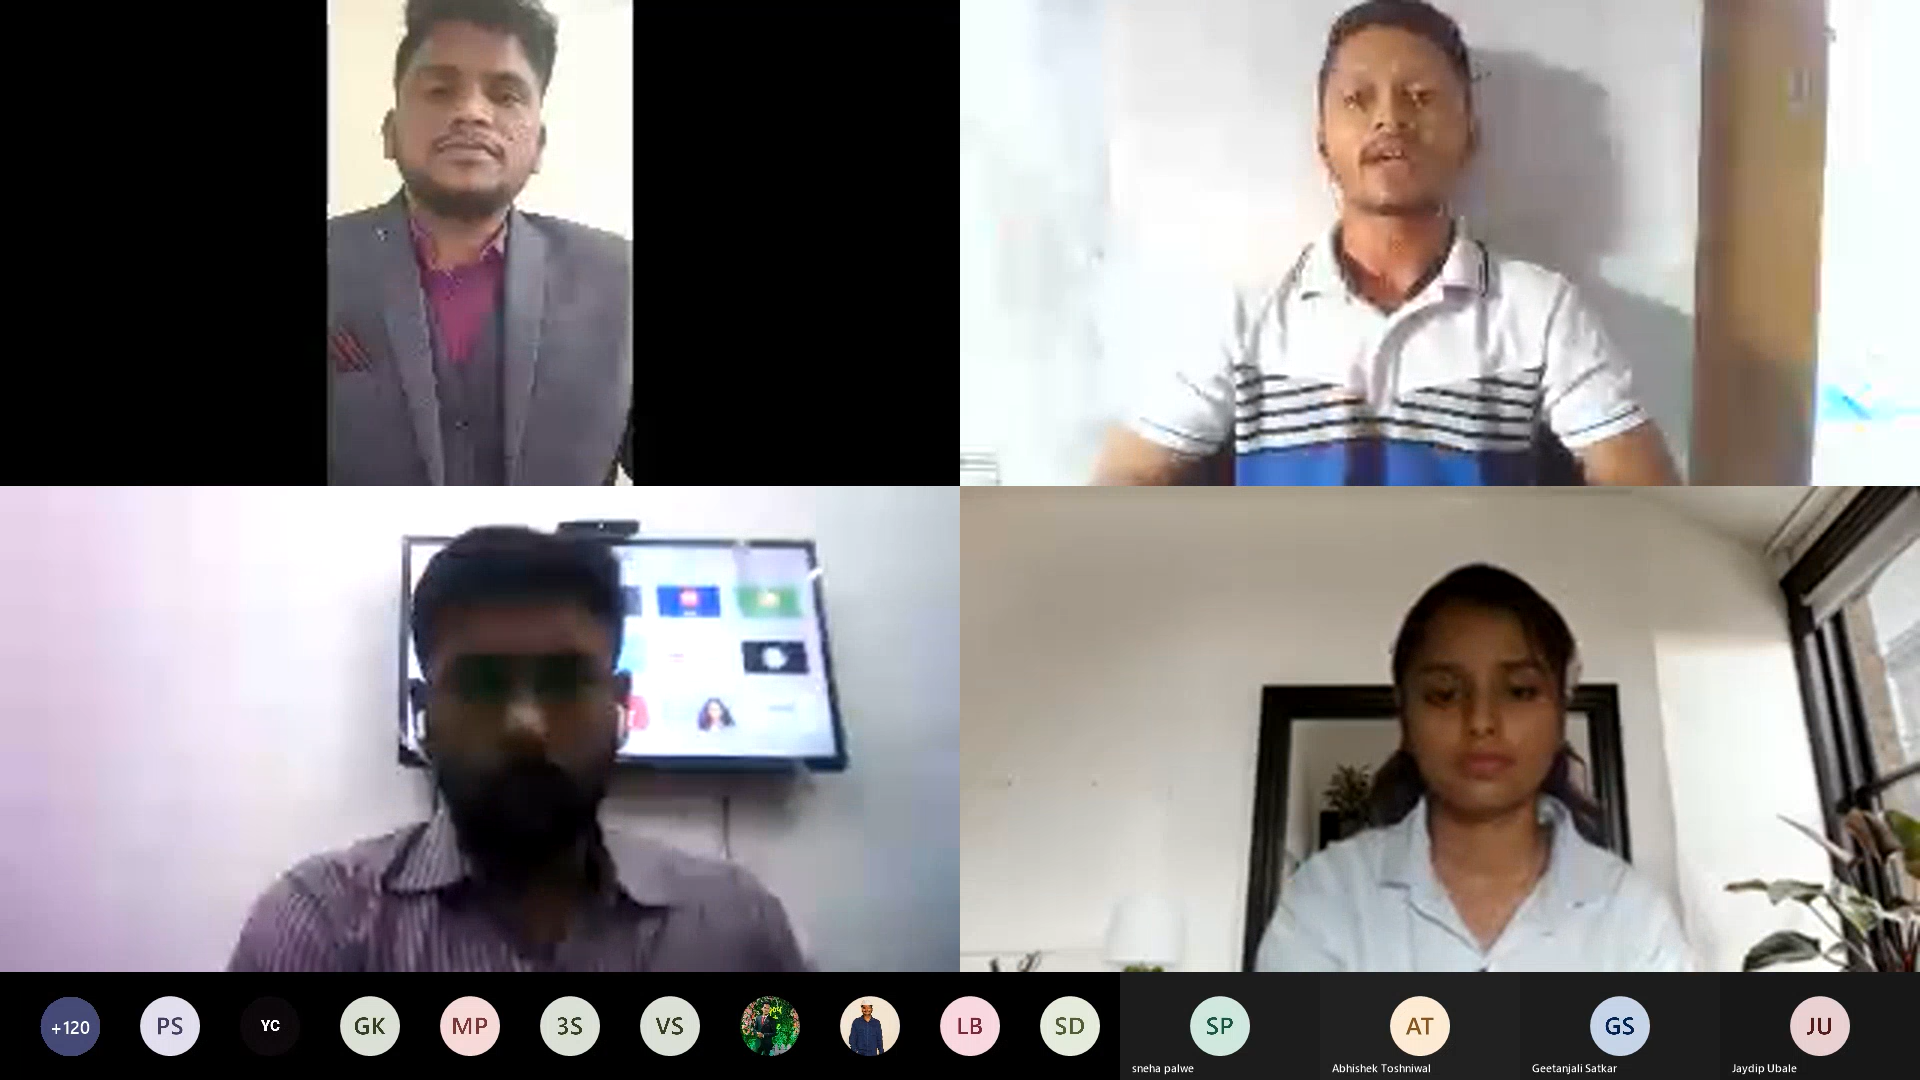 +120
PS
YC
GK
MP
3S
VS
LB
SD
SP
AT
GS
JU
sneha palwe
Abhishek Toshniwal
Geetanjali Satkar
Jaydip Ubale